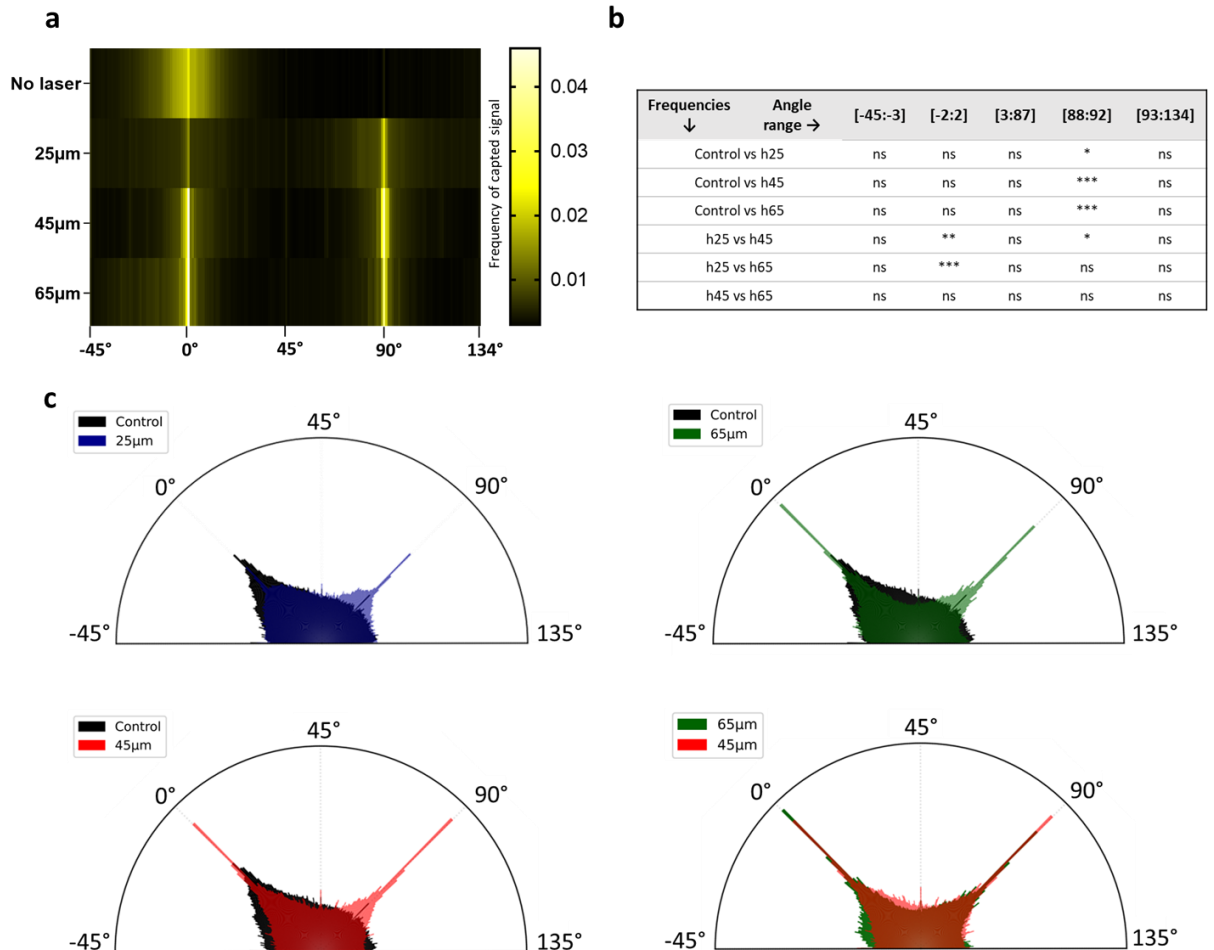 a
No laser
25µm
45µm
65µm
-45°
0°
45°
90°
134°
Frequency of capted signal
0.04
0.03
0.02
0.01
b
Frequencies ↓ Angle range → [-45:-3] [-2:2] [3:87] [88:92] [93:134]
Control vs h25 ns ns ns * ns
Control vs h45 ns ns ns *** ns
Control vs h65 ns ns ns *** ns
h25 vs h45 ns ** ns * ns
h25 vs h65 ns *** ns ns ns
h45 vs h65 ns ns ns ns ns
c
Control
25µm
45°
0°
90°
-45°
135°
Control
65µm
45°
0°
90°
-45°
135°
Control
45µm
45°
0°
90°
-45°
135°
65µm
45µm
45°
0°
90°
-45°
135°